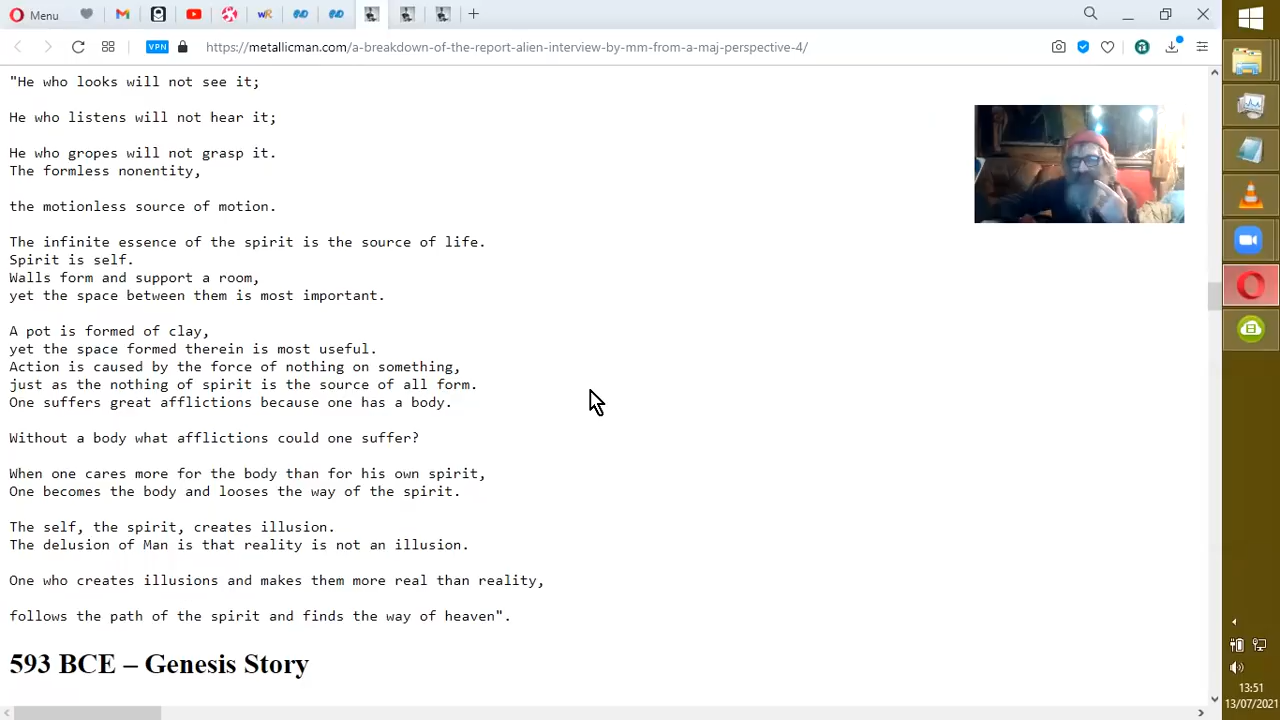 Menu
VPN
https://metallicman.com/a-breakdown-of-the-report-alien-interview-by-mm-from-a-maj-perspective-4/
"He who looks will not see it;
He who listens will not hear it;
He who gropes will not grasp it.
The formless nonentity,
the motionless source of motion.
The infinite essence of the spirit is the source of life.
Spirit is self.
Walls form and support a room,
yet the space between them is most important.
A pot is formed of clay,
yet the space formed therein is most useful.
Action is caused by the force of nothing on something,
just as the nothing of spirit is the source of all form.
One suffers great afflictions because one has a body.
Without a body what afflictions could one suffer?
When one cares more for the body than for his own spirit,
One becomes the body and looses the way of the spirit.
The self, the spirit, creates illusion.
The delusion of Man is that reality is not an illusion.
One who creates illusions and makes them more real than reality,
follows the path of the spirit and finds the way of heaven".
593 BCE – Genesis Story
13:51
13/07/2021